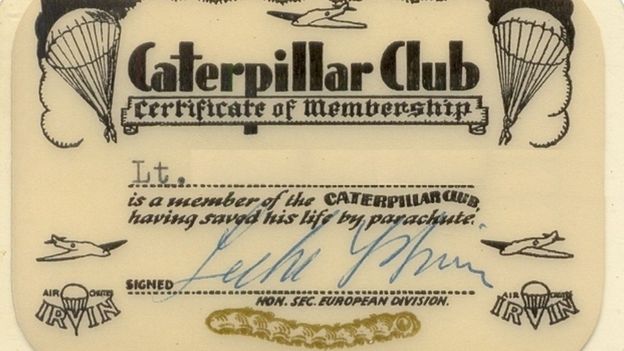 Caterpillar Club
Certificate of Membership
Lt.
is a member of the CATERPILLAR CLUB,
having saved his life by parachute.
SIGNED
HON. SEC. EUROPEAN DIVISION.
AIR CHUTES
IRVIN
AIR CHUTES
IRVIN